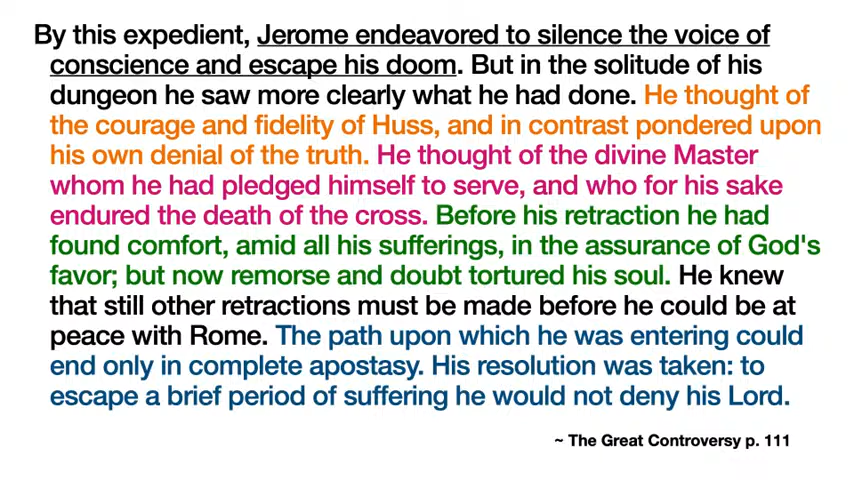 By this expedient, Jerome endeavored to silence the voice of
conscience and escape his doom. But in the solitude of his
dungeon he saw more clearly what he had done. He thought of
the courage and fidelity of Huss, and in contrast pondered upon
his own denial of the truth. He thought of the divine Master
whom he had pledged himself to serve, and who for his sake
endured the death of the cross. Before his retraction he had
found comfort, amid all his sufferings, in the assurance of God's
favor; but now remorse and doubt tortured his soul. He knew
that still other retractions must be made before he could be at
peace with Rome. The path upon which he was entering could
end only in complete apostasy. His resolution was taken: to
escape a brief period of suffering he would not deny his Lord.
~ The Great Controversy p. 111